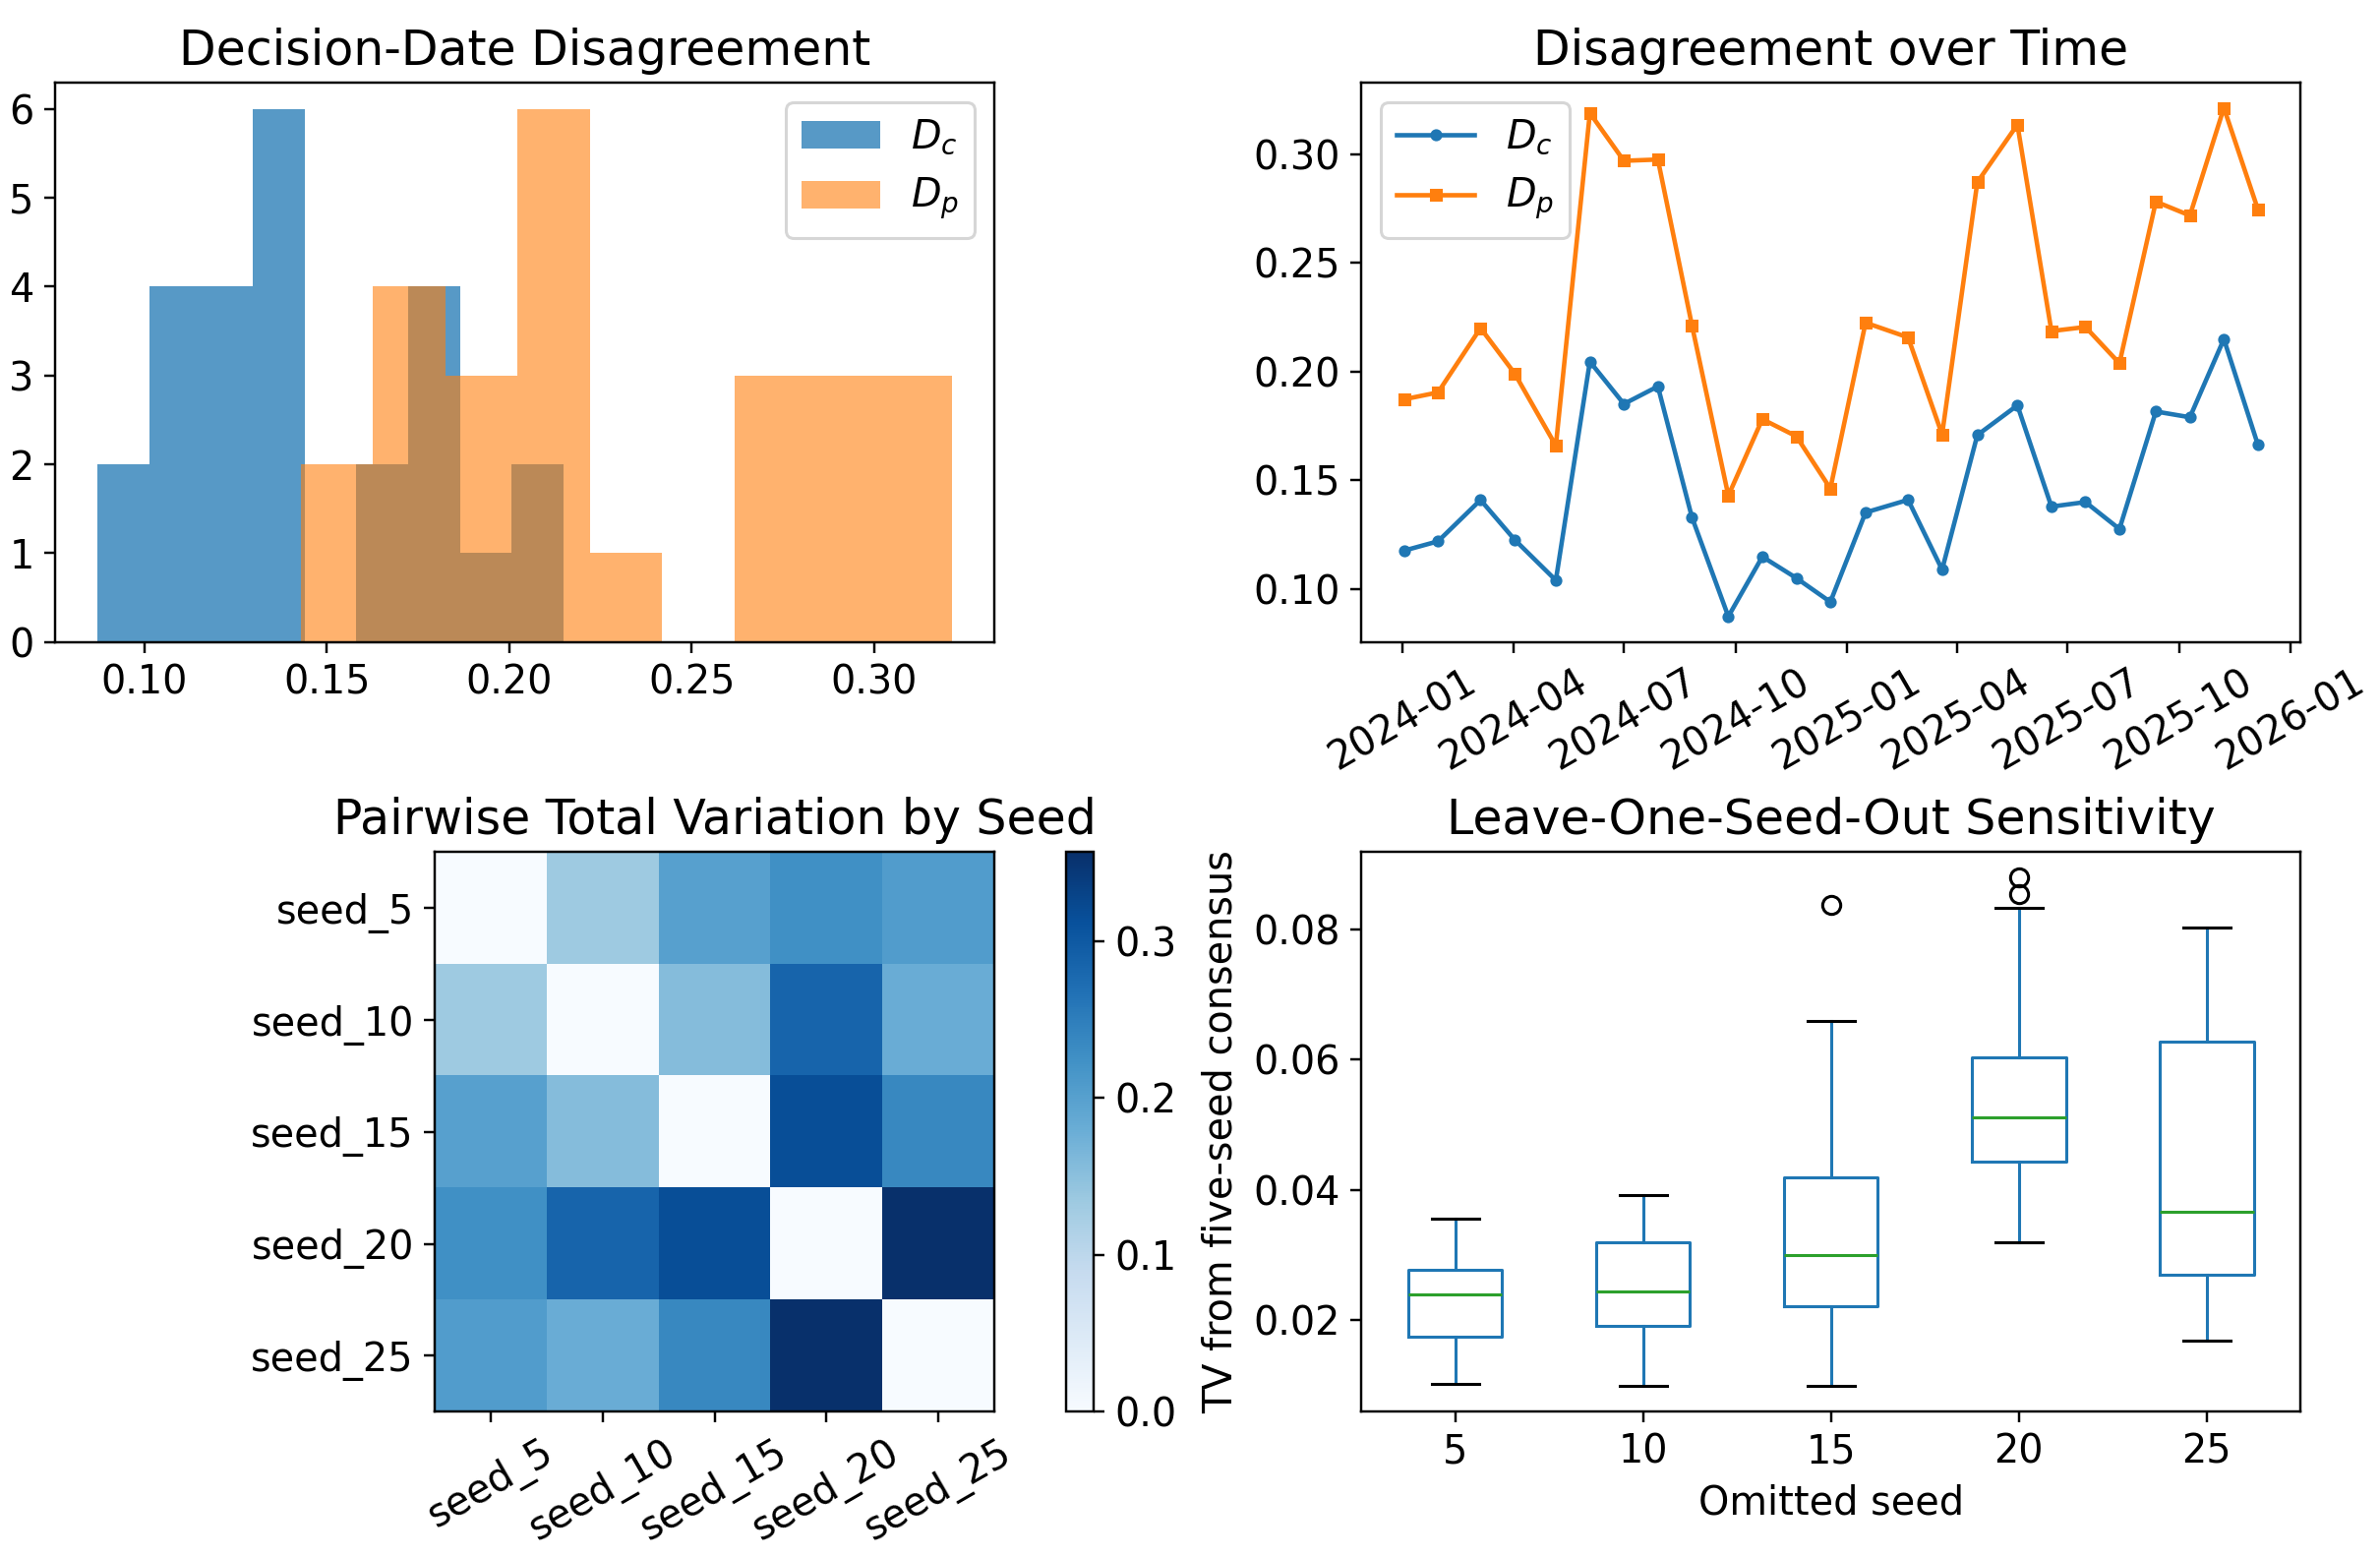 Decision-Date Disagreement
6
5
4
3
2
1
0
0.10 0.15 0.20 0.25 0.30
D_c
D_p
Disagreement over Time
0.30
0.25
0.20
0.15
0.10
2024-01 2024-04 2024-07 2024-10 2025-01 2025-04 2025-07 2025-10 2026-01
D_c
D_p
Pairwise Total Variation by Seed
seed_5
seed_10
seed_15
seed_20
seed_25
seed_5 seed_10 seed_15 seed_20 seed_25
0.3
0.2
0.1
0.0
Leave-One-Seed-Out Sensitivity
TV from five-seed consensus
0.08
0.06
0.04
0.02
5 10 15 20 25
Omitted seed